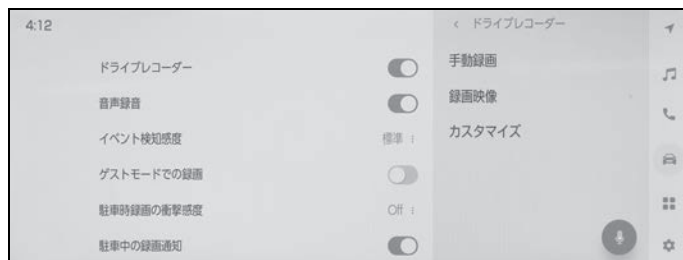 4:12
ドライブレコーダー
音声録音
イベント検知感度 標準
ゲストモードでの録画
駐車時録画の衝撃感度 Off
駐車中の録画通知
‹ ドライブレコーダー
手動録画
録画映像
カスタマイズ